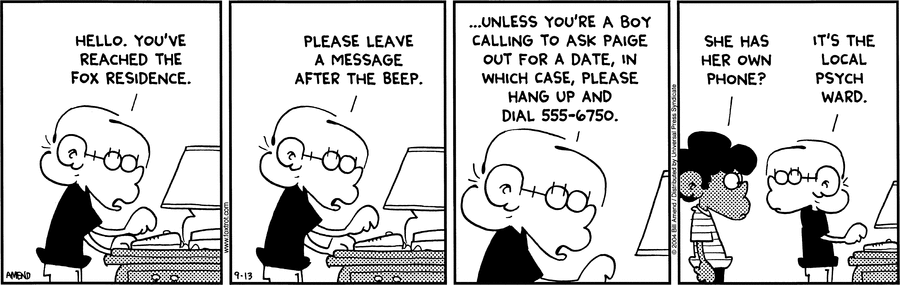 HELLO. YOU'VE
REACHED THE
FOX RESIDENCE.
AMEND
www.foxtrot.com
PLEASE LEAVE
A MESSAGE
AFTER THE BEEP.
9-13
...UNLESS YOU'RE A BOY
CALLING TO ASK PAIGE
OUT FOR A DATE, IN
WHICH CASE, PLEASE
HANG UP AND
DIAL 555-6750.
© 2004 Bill Amend / Distributed by Universal Press Syndicate
SHE HAS
HER OWN
PHONE?
IT'S THE
LOCAL
PSYCH
WARD.